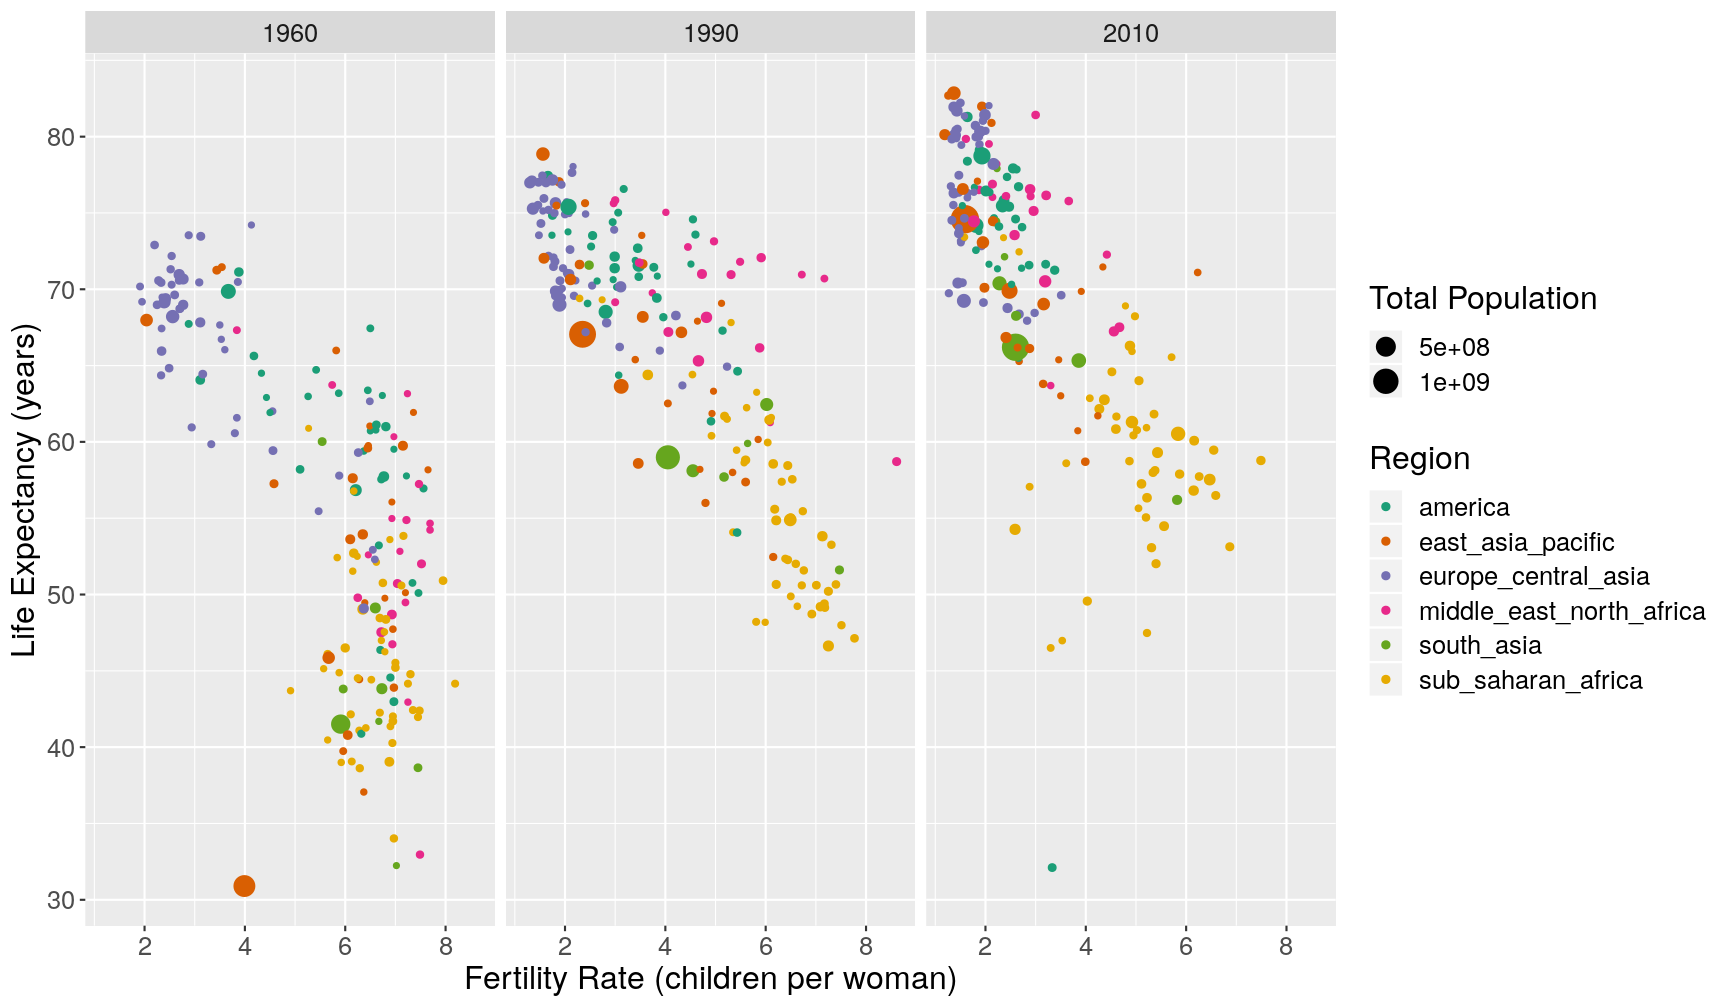 1960 1990 2010
80
70
60
50
40
30
Life Expectancy (years)
2 4 6 8 2 4 6 8 2 4 6 8
Fertility Rate (children per woman)
Total Population
5e+08
1e+09
Region
america
east_asia_pacific
europe_central_asia
middle_east_north_africa
south_asia
sub_saharan_africa